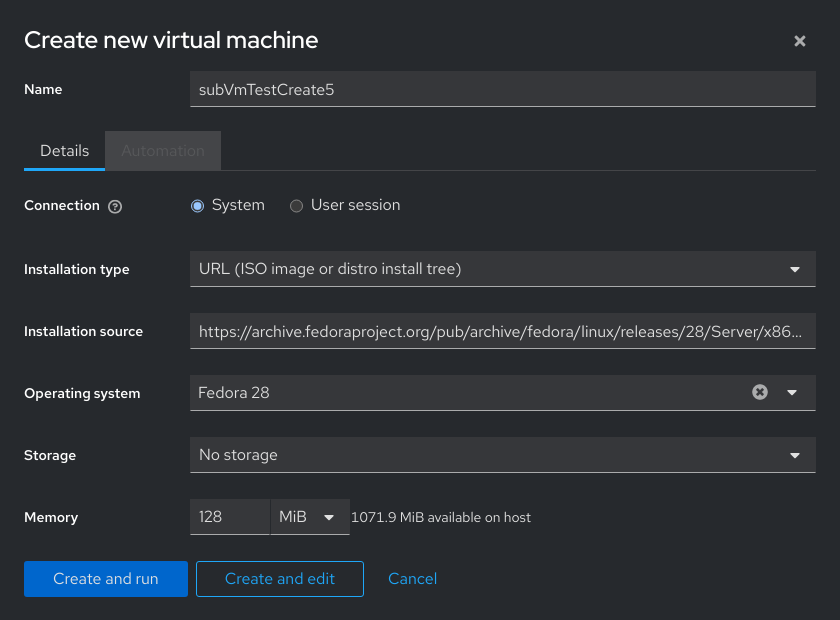 Create new virtual machine
Name
subVmTestCreate5
Details
Automation
Connection
System
User session
Installation type
URL (ISO image or distro install tree)
Installation source
https://archive.fedoraproject.org/pub/archive/fedora/linux/releases/28/Server/x86...
Operating system
Fedora 28
Storage
No storage
Memory
128
MiB
1071.9 MiB available on host
Create and run
Create and edit
Cancel